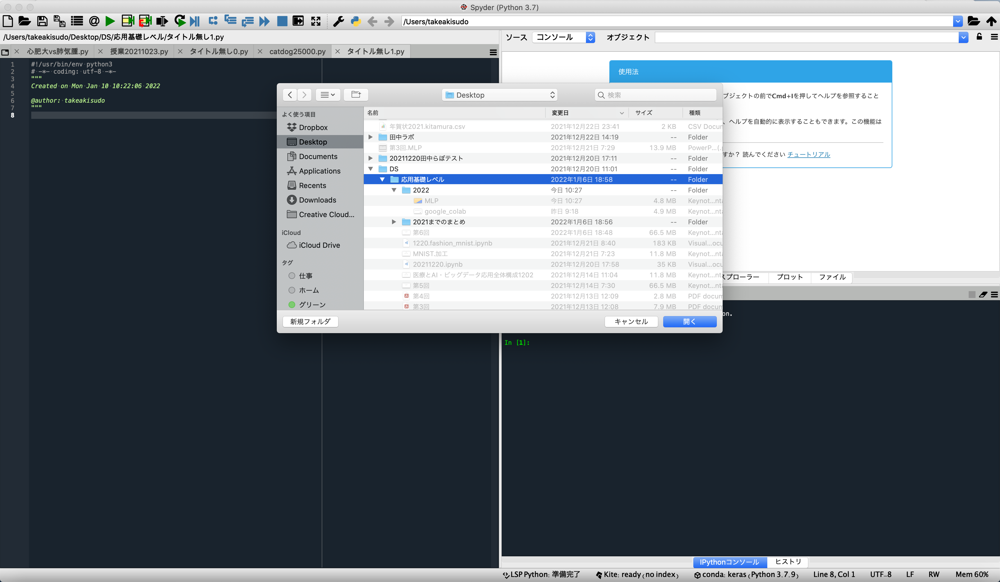 Spyder (Python 3.7)
/Users/takeakisudo
/Users/takeakisudo/Desktop/DS/応用基礎レベル/タイトル無し1.py
ソース コンソール オブジェクト
心肥大vs肺気腫.py 授業20211023.py タイトル無し0.py catdog25000.py タイトル無し1.py
1 #!/usr/bin/env python3
2 # -*- coding: utf-8 -*-
3 """
4 Created on Mon Jan 10 10:22:06 2022
5
6 @author: takeakisudo
7 """
8
使用法
ブジェクトの前でCmd+Iを押してヘルプを参照すること
、ヘルプを自動的に表示することもできます。この機能は
すか? 読んでください チュートリアル
Desktop
検索
よく使う項目
Dropbox
Desktop
Documents
Applications
Recents
Downloads
Creative Cloud...
iCloud
iCloud Drive
タグ
仕事
ホーム
グリーン
名前 変更日 サイズ 種類
年賀状2021.kitamura.csv 2021年12月22日 23:41 2 KB CSV Docum
田中ラボ 2021年12月22日 14:19 -- Folder
第3回.MLP 2021年12月21日 7:29 13.9 MB PowerP...(.p
20211220田中らぼテスト 2021年12月20日 17:11 -- Folder
DS 2021年12月20日 11:01 -- Folder
応用基礎レベル 2022年1月6日 18:58 -- Folder
2022 今日 10:27 -- Folder
MLP 今日 10:27 4.8 MB Keynot...nta
google_colab 昨日 9:18 4.9 MB Keynot...nta
2021までのまとめ 2022年1月6日 18:56 -- Folder
第6回 2022年1月6日 18:48 66.5 MB Keynot...nta
1220.fashion_mnist.ipynb 2021年12月21日 8:40 183 KB Visual...ocu
MNIST.加工 2021年12月21日 7:23 11.8 MB Keynot...nta
20211220.ipynb 2021年12月20日 17:58 35 KB Visual...ocu
医療とAI・ビッグデータ応用全体構成1202 2021年12月14日 11:04 11.8 MB Keynot...nta
第5回 2021年12月14日 7:30 66.5 MB Keynot...nta
第4回 2021年12月13日 12:09 2.8 MB PDF docum
第3回 2021年12月13日 12:08 7.9 MB PDF docum
新規フォルダ キャンセル 開く
スプローラー プロット ファイル
on.
In [1]:
IPythonコンソール ヒストリ
LSP Python: 準備完了 Kite: ready (no index) conda: keras (Python 3.7.9) Line 8, Col 1 UTF-8 LF RW Mem 60%